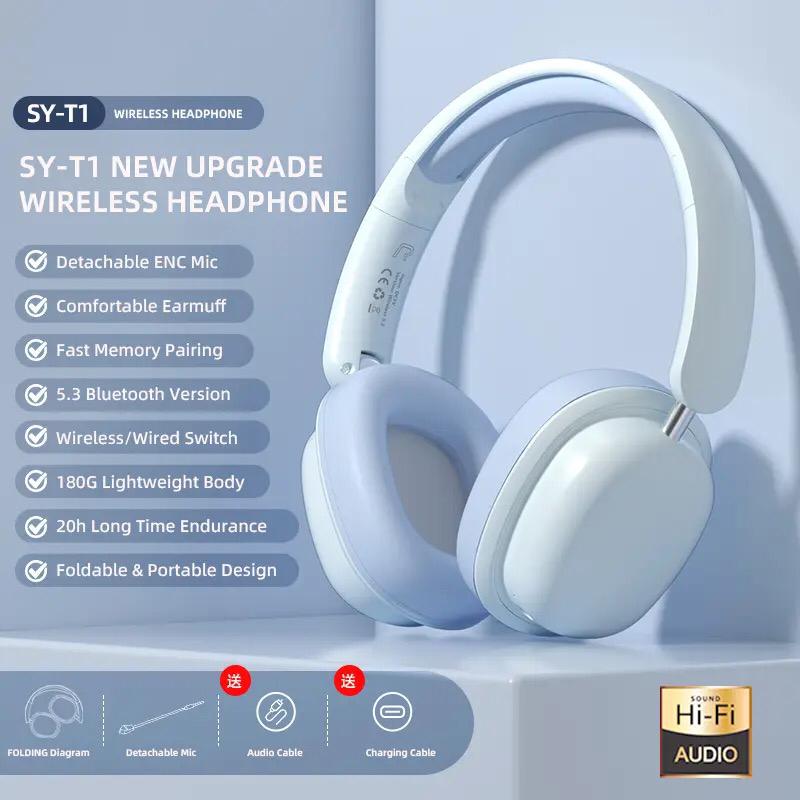 SY-T1
WIRELESS HEADPHONE
SY-T1 NEW UPGRADE
WIRELESS HEADPHONE
Detachable ENC Mic
Comfortable Earmuff
Fast Memory Pairing
5.3 Bluetooth Version
Wireless/Wired Switch
180G Lightweight Body
20h Long Time Endurance
Foldable & Portable Design
送
送
FOLDING Diagram
Detachable Mic
Audio Cable
Charging Cable
SOUND
Hi-Fi
AUDIO